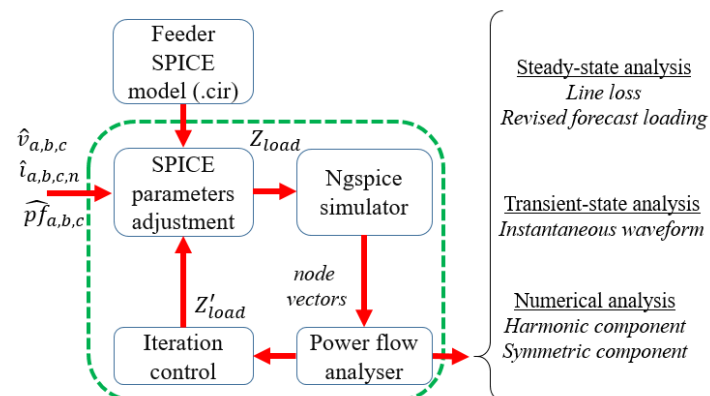 Feeder
SPICE
model (.cir)
v̂a,b,c
îa,b,c,n
p̂fa,b,c
SPICE
parameters
adjustment
Zload
Ngspice
simulator
node
vectors
Z′load
Iteration
control
Power flow
analyser
Steady-state analysis
Line loss
Revised forecast loading
Transient-state analysis
Instantaneous waveform
Numerical analysis
Harmonic component
Symmetric component